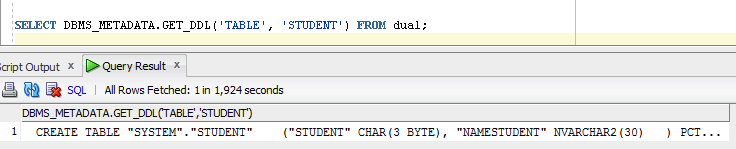 SELECT DBMS_METADATA.GET_DDL('TABLE', 'STUDENT') FROM dual;
Script Output x Query Result x
SQL | All Rows Fetched: 1 in 1,924 seconds
DBMS_METADATA.GET_DDL('TABLE','STUDENT')
1 CREATE TABLE "SYSTEM"."STUDENT" ("STUDENT" CHAR(3 BYTE), "NAMESTUDENT" NVARCHAR2(30) ) PCT...